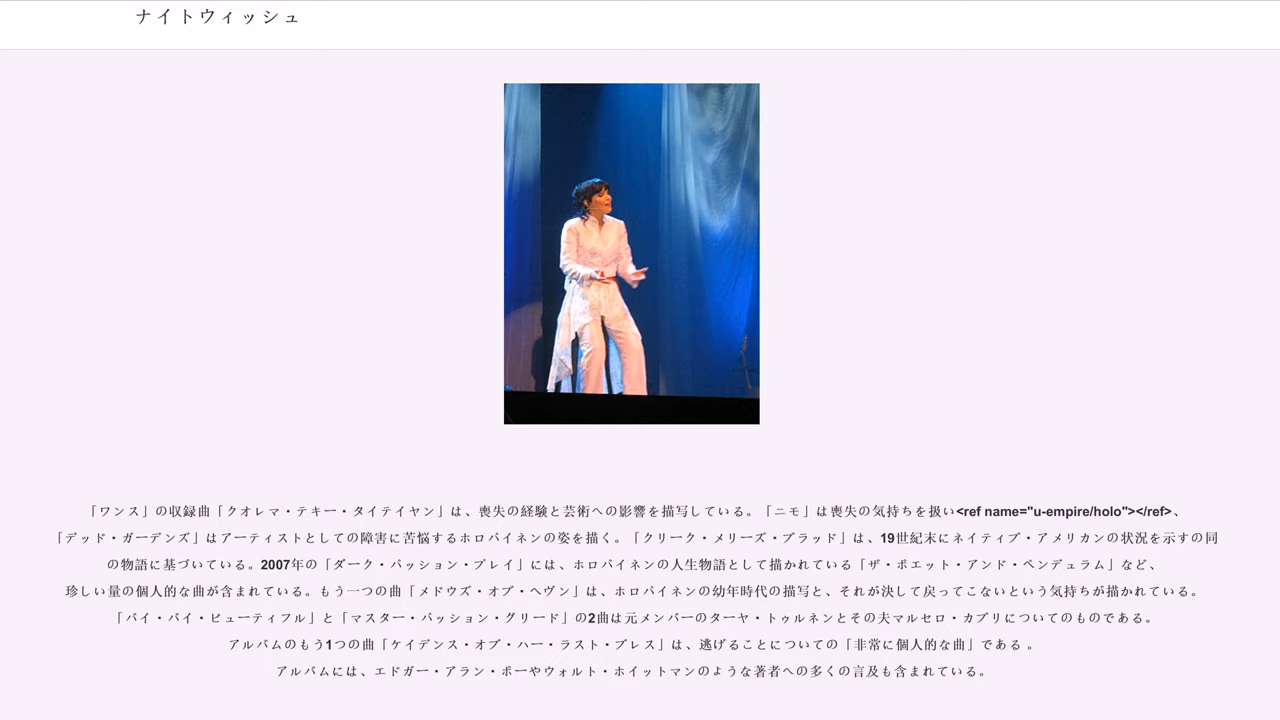 ナイトウィッシュ
「ワンス」の収録曲「クオレマ・テキー・タイテイヤン」は、喪失の経験と芸術への影響を描写している。「ニモ」は喪失の気持ちを扱い<ref name="u-empire/holo"></ref>、
「デッド・ガーデンズ」はアーティストとしての障害に苦悩するホロパイネンの姿を描く。「クリーク・メリーズ・ブラッド」は、19世紀末にネイティブ・アメリカンの状況を示すの同
の物語に基づいている。2007年の「ダーク・パッション・プレイ」には、ホロパイネンの人生物語として描かれている「ザ・ポエット・アンド・ペンデュラム」など、
珍しい量の個人的な曲が含まれている。もう一つの曲「メドウズ・オブ・ヘヴン」は、ホロパイネンの幼年時代の描写と、それが決して戻ってこないという気持ちが描かれている。
「バイ・バイ・ビューティフル」と「マスター・パッション・グリード」の2曲は元メンバーのターヤ・トゥルネンとその夫マルセロ・カブリについてのものである。
アルバムのもう1つの曲「ケイデンス・オブ・ハー・ラスト・ブレス」は、逃げることについての「非常に個人的な曲」である 。
アルバムには、エドガー・アラン・ポーやウォルト・ホイットマンのような著者への多くの言及も含まれている。